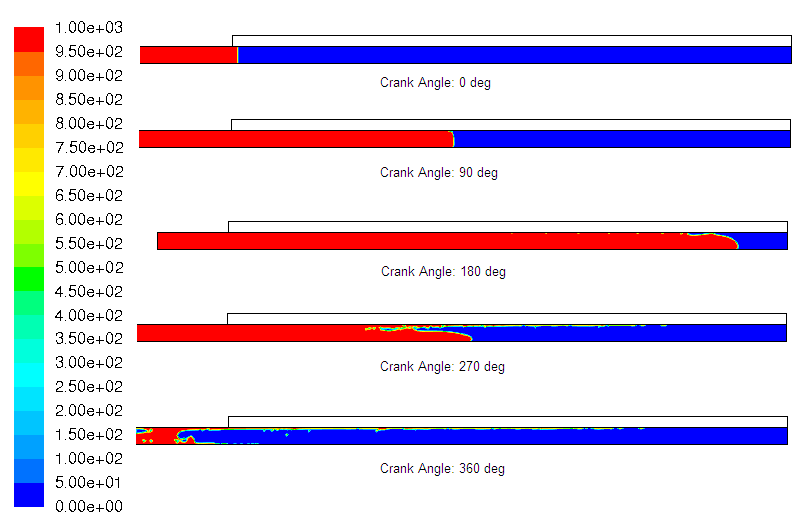 1.00e+03
9.50e+02
9.00e+02
8.50e+02
8.00e+02
7.50e+02
7.00e+02
6.50e+02
6.00e+02
5.50e+02
5.00e+02
4.50e+02
4.00e+02
3.50e+02
3.00e+02
2.50e+02
2.00e+02
1.50e+02
1.00e+02
5.00e+01
0.00e+00
Crank Angle: 0 deg
Crank Angle: 90 deg
Crank Angle: 180 deg
Crank Angle: 270 deg
Crank Angle: 360 deg